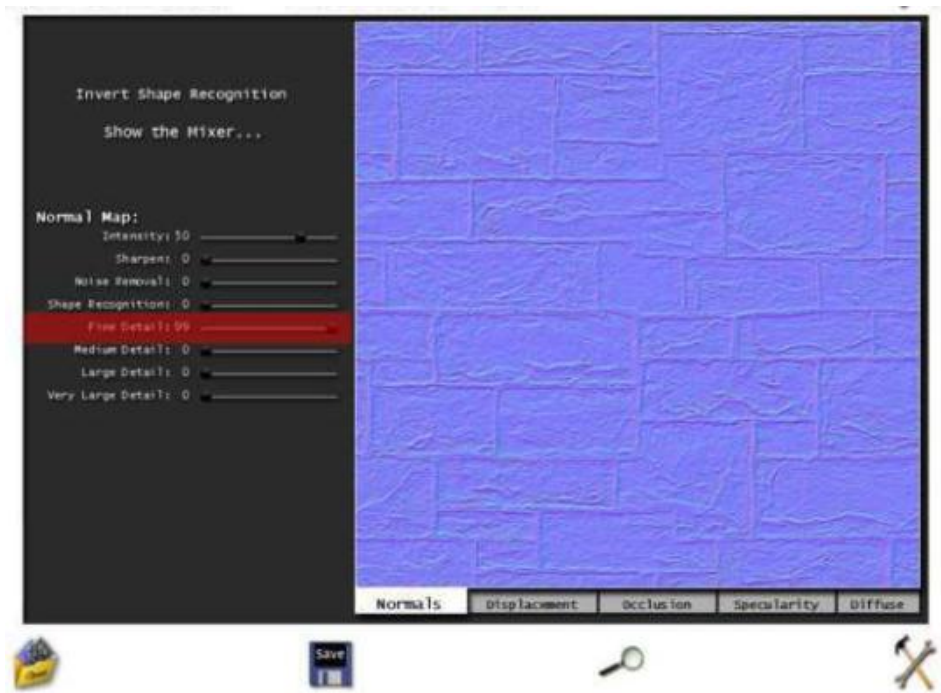 Invert Shape Recognition
Show the Mixer...
Normal Map:
Intensity: 50
Sharpen: 0
Noise Removal: 0
Shape Recognition: 0
Fine Detail: 99
Medium Detail: 0
Large Detail: 0
Very Large Detail: 0
Normals Displacement Occlusion Specularity Diffuse
Save